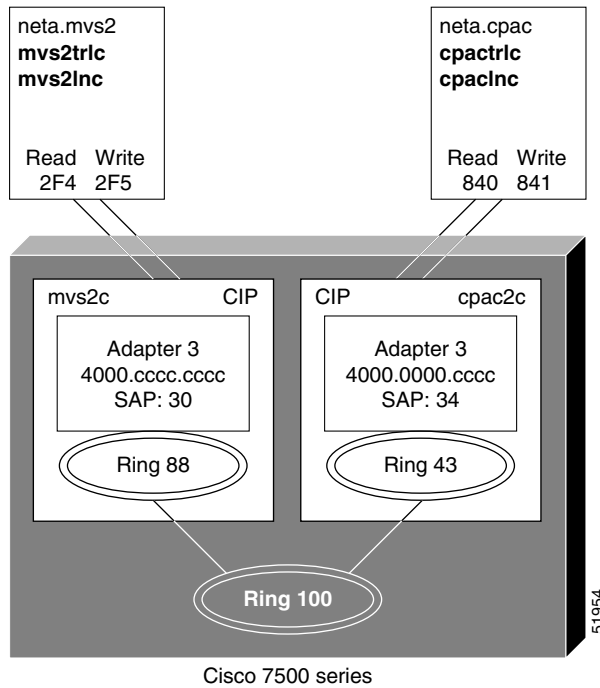 neta.mvs2
mvs2trlc
mvs2lnc
Read Write
2F4 2F5
neta.cpac
cpactrlc
cpaclnc
Read Write
840 841
mvs2c CIP
Adapter 3
4000.cccc.cccc
SAP: 30
Ring 88
CIP cpac2c
Adapter 3
4000.0000.cccc
SAP: 34
Ring 43
Ring 100
51954
Cisco 7500 series